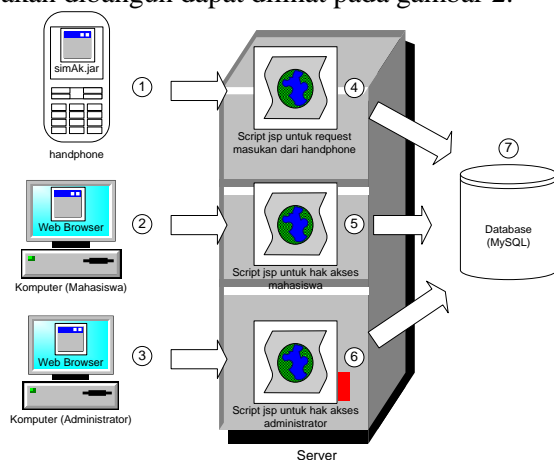 akan dibangun dapat dilihat pada gambar 2.
simAk.jar
1
handphone
4
Script jsp untuk request
masukan dari handphone
7
Database
(MySQL)
Web Browser
2
Komputer (Mahasiswa)
5
Script jsp untuk hak akses
mahasiswa
Web Browser
3
Komputer (Administrator)
6
Script jsp untuk hak akses
administrator
Server